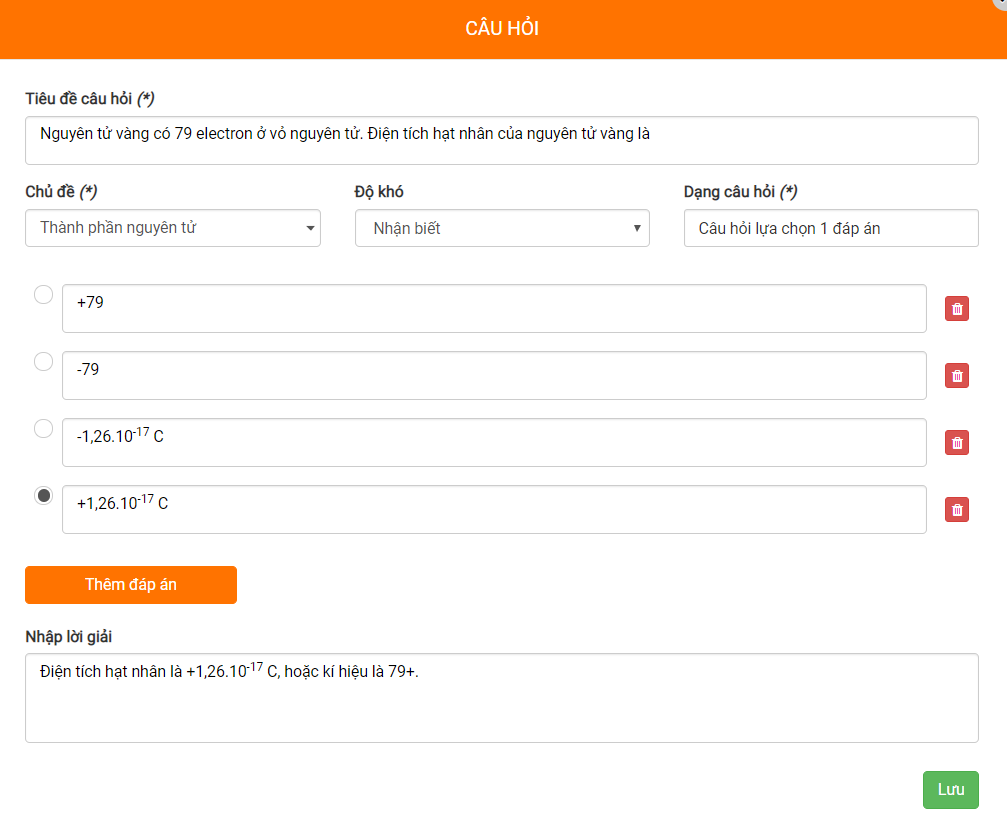 CÂU HỎI
Tiêu đề câu hỏi (*)
Nguyên tử vàng có 79 electron ở vỏ nguyên tử. Điện tích hạt nhân của nguyên tử vàng là
Chủ đề (*) Độ khó Dạng câu hỏi (*)
Thành phần nguyên tử Nhận biết Câu hỏi lựa chọn 1 đáp án
+79
-79
-1,26.10⁻¹⁷ C
+1,26.10⁻¹⁷ C
Thêm đáp án
Nhập lời giải
Điện tích hạt nhân là +1,26.10⁻¹⁷ C, hoặc kí hiệu là 79+.
Lưu